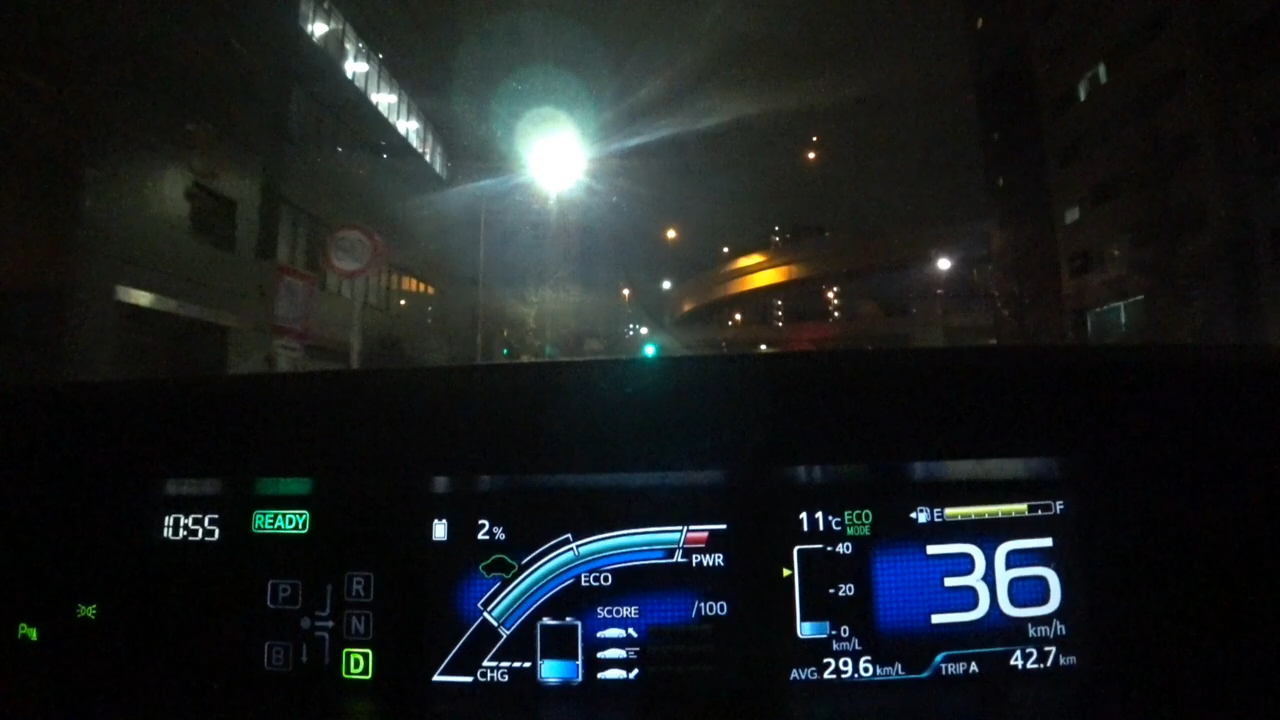 10:55
READY
P
R
N
B
D
2%
ECO
PWR
CHG
SCORE
/100
11°C
ECO
MODE
E
F
40
20
0
km/L
36
km/h
AVG. 29.6 km/L
TRIP A
42.7 km